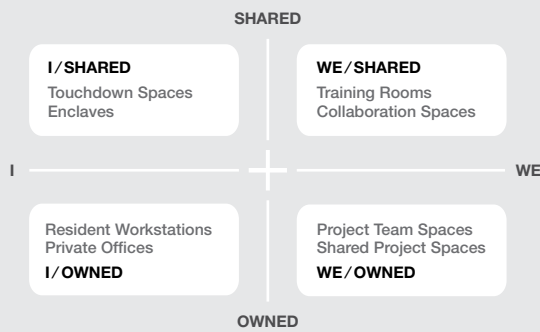 SHARED
I/SHARED
Touchdown Spaces
Enclaves
WE/SHARED
Training Rooms
Collaboration Spaces
I
WE
Resident Workstations
Private Offices
I/OWNED
Project Team Spaces
Shared Project Spaces
WE/OWNED
OWNED